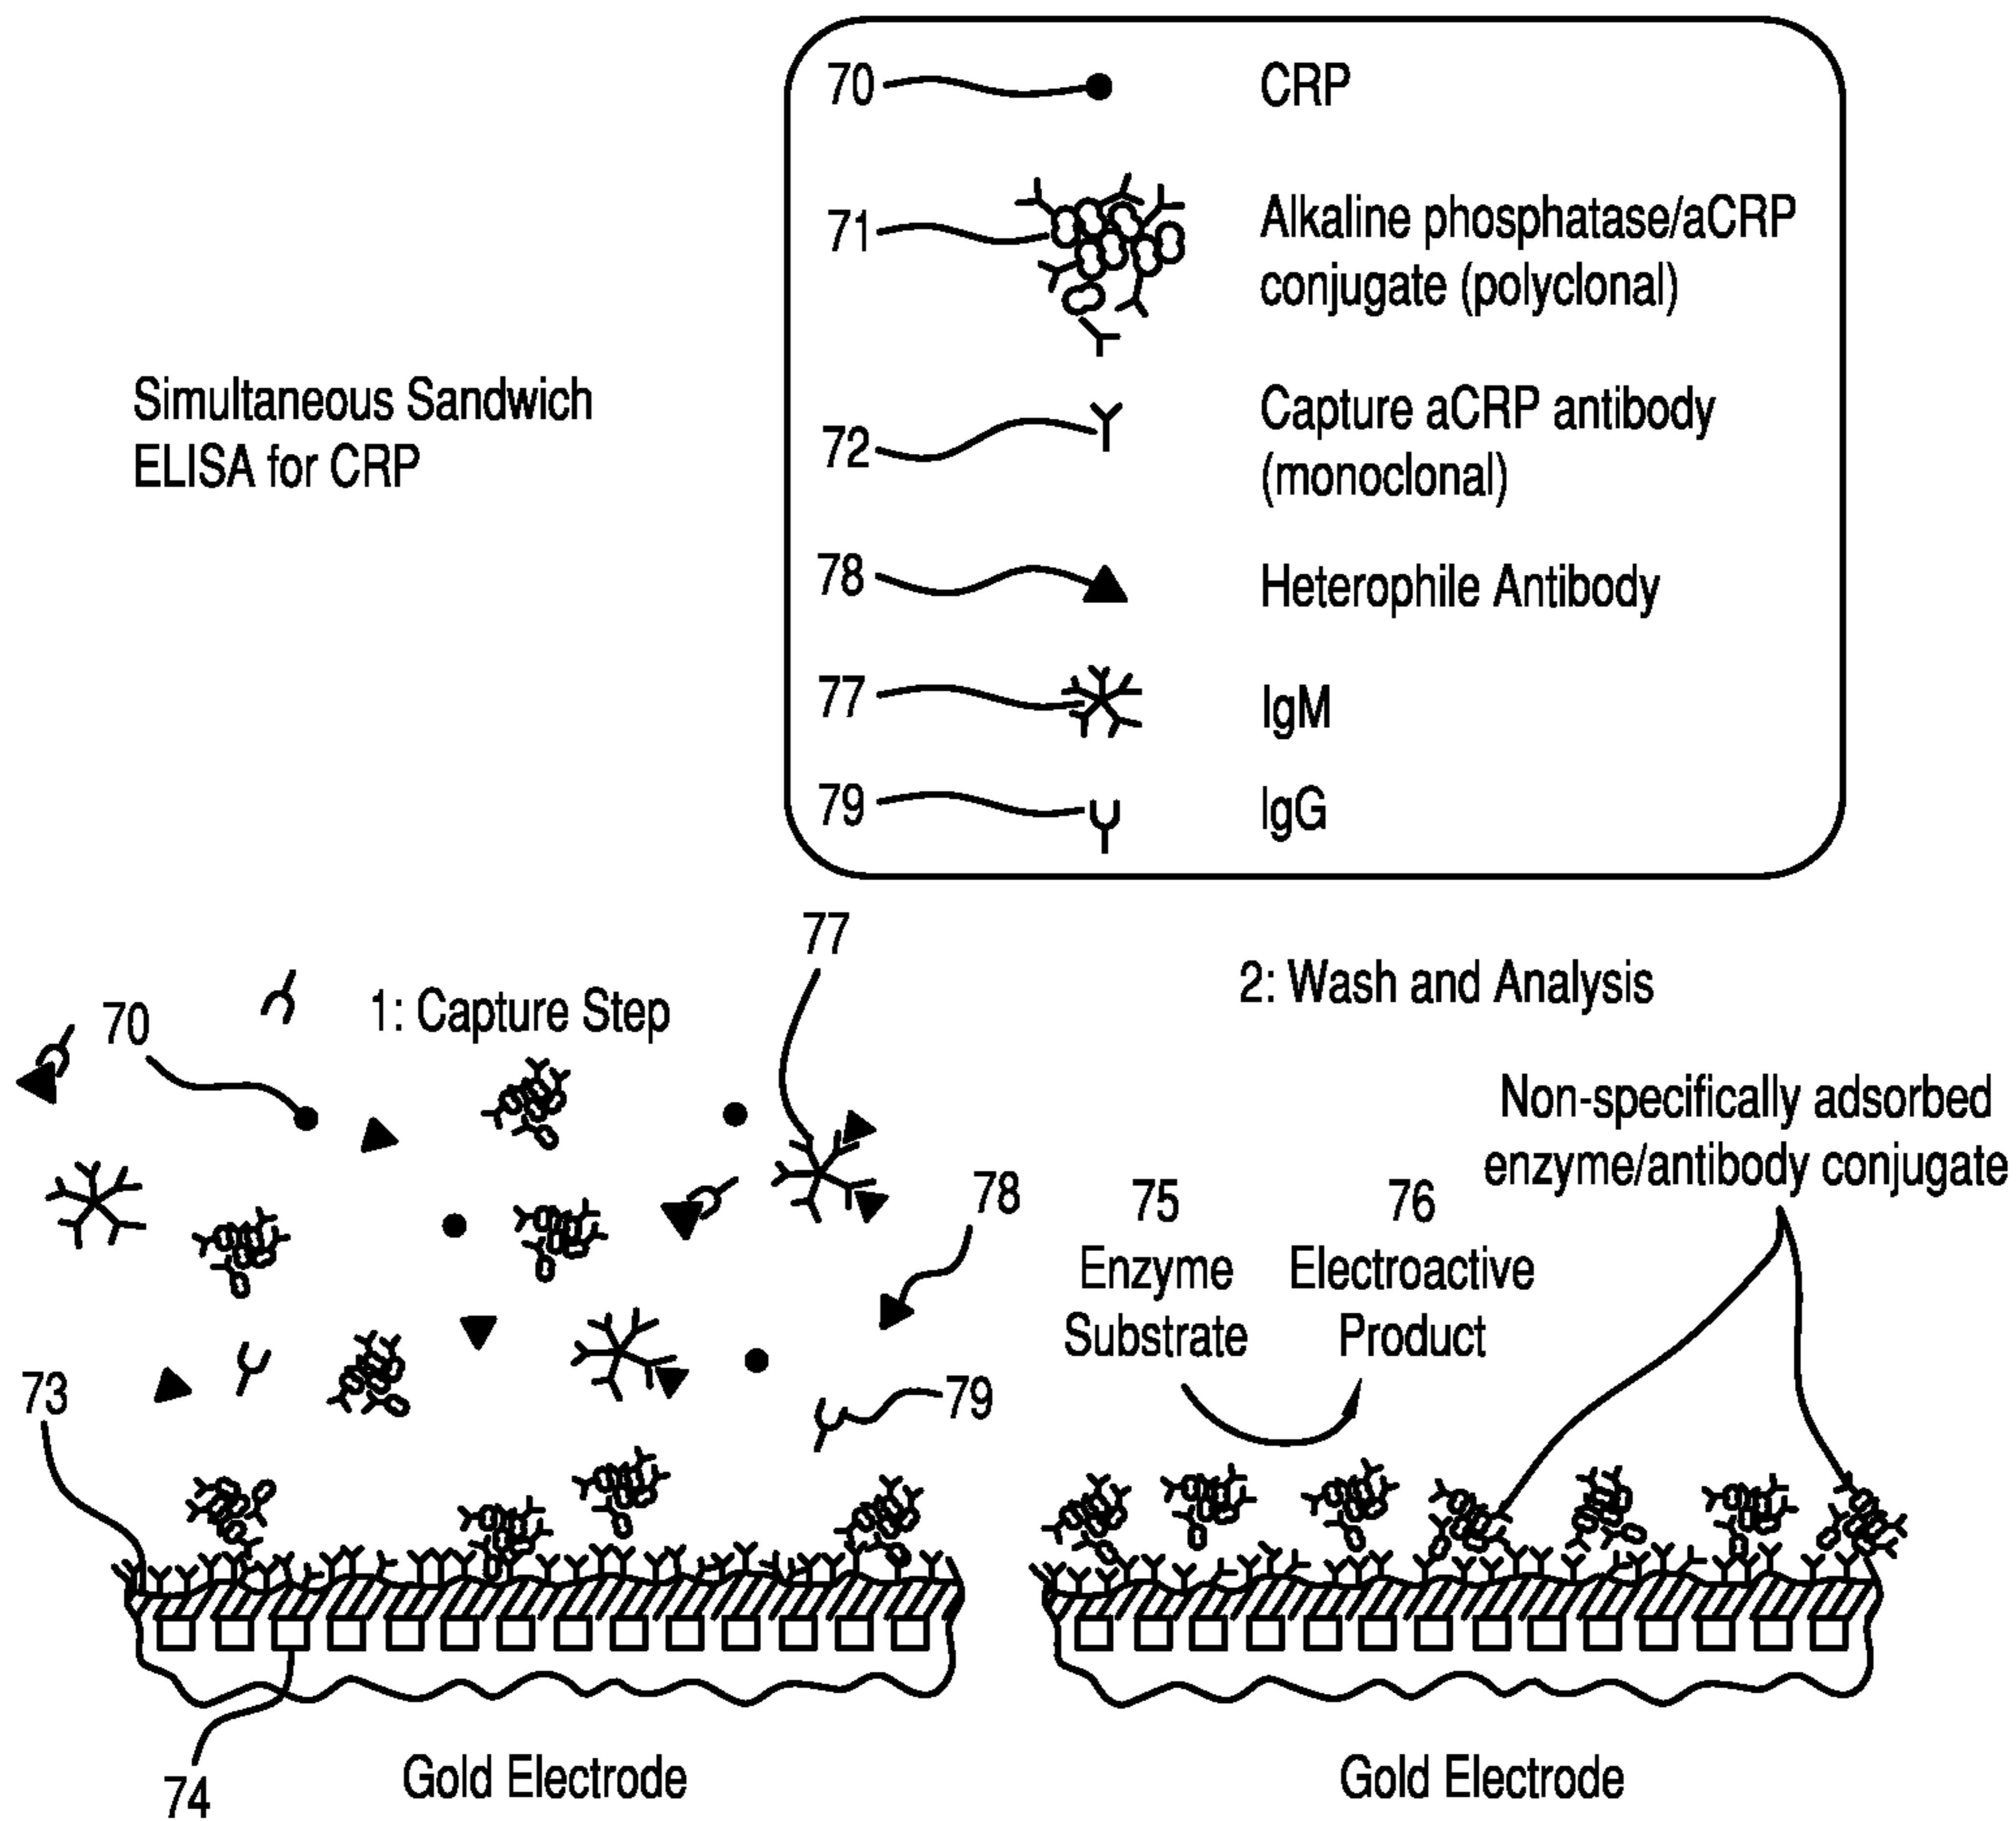 70 CRP
71 Alkaline phosphatase/aCRP
conjugate (polyclonal)
Simultaneous Sandwich
ELISA for CRP
72 Capture aCRP antibody
(monoclonal)
78 Heterophile Antibody
77 IgM
79 IgG
77
1: Capture Step
70
78
73
79
74
Gold Electrode
2: Wash and Analysis
Non-specifically adsorbed
enzyme/antibody conjugate
75 76
Enzyme Electroactive
Substrate Product
Gold Electrode